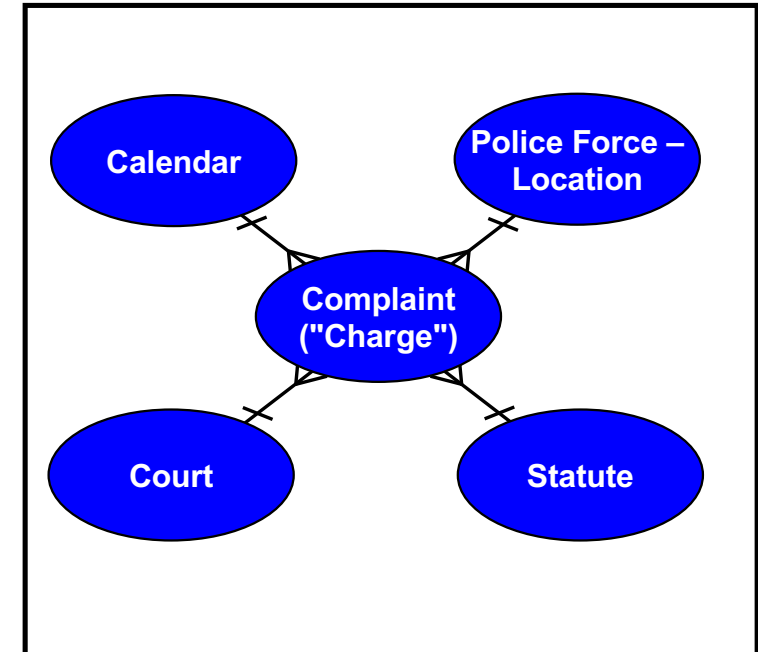 Calendar
Police Force –
Location
Complaint
("Charge")
Court
Statute